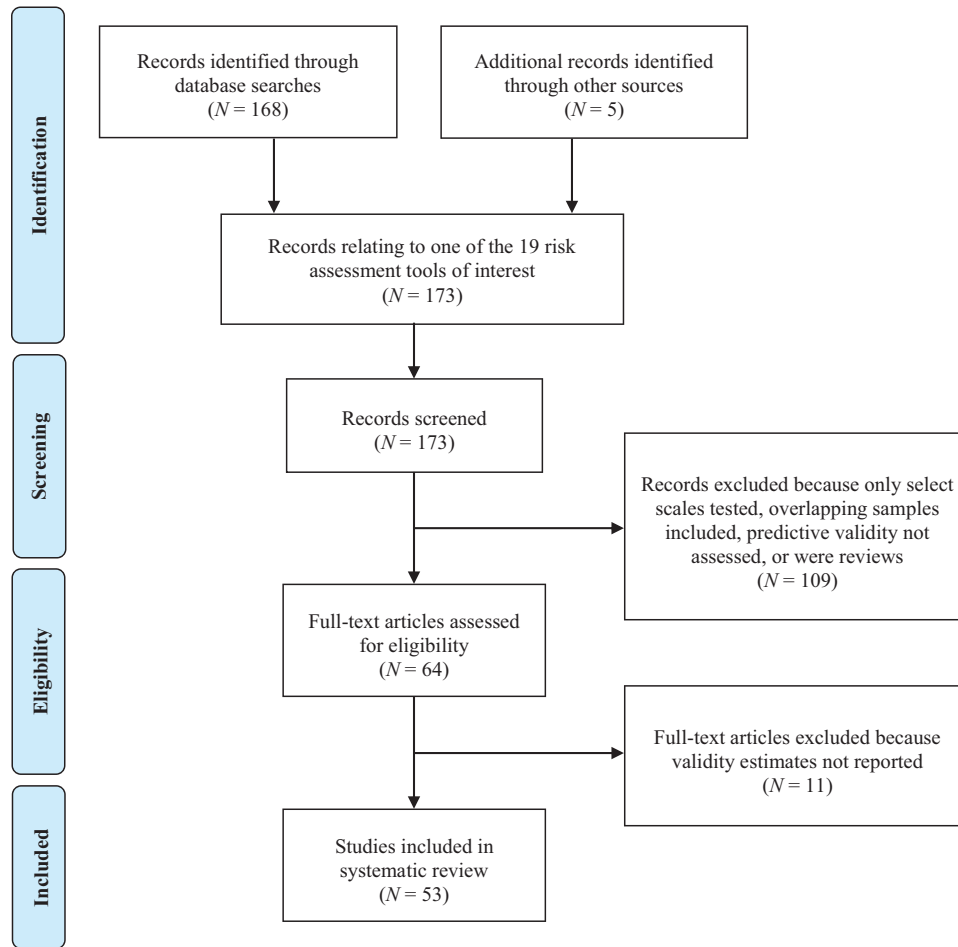 Identification
Records identified through
database searches
(N = 168)
Additional records identified
through other sources
(N = 5)
Records relating to one of the 19 risk
assessment tools of interest
(N = 173)
Screening
Records screened
(N = 173)
Records excluded because only select
scales tested, overlapping samples
included, predictive validity not
assessed, or were reviews
(N = 109)
Eligibility
Full-text articles assessed
for eligibility
(N = 64)
Full-text articles excluded because
validity estimates not reported
(N = 11)
Included
Studies included in
systematic review
(N = 53)